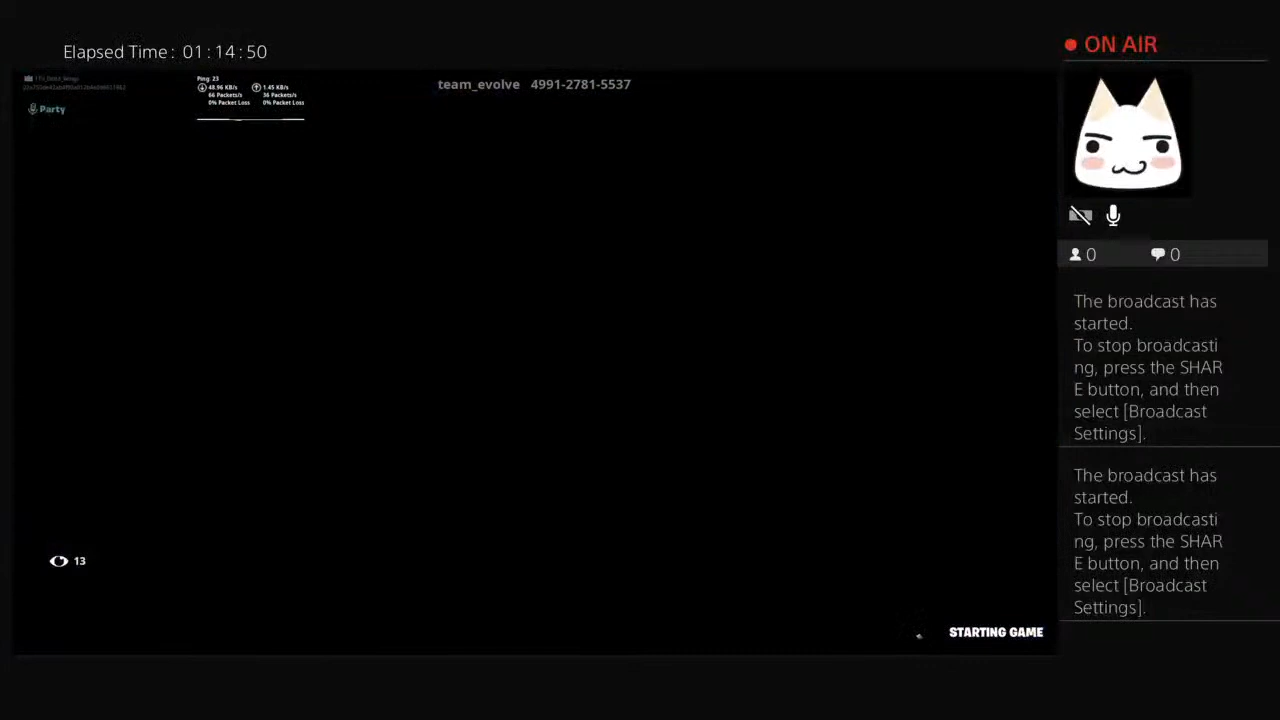 Elapsed Time: 01:14:50
ON AIR
Ping: 23
48.96 KB/s 1.45 KB/s
66 Packets/s 36 Packets/s
0% Packet Loss 0% Packet Loss
team_evolve 4991-2781-5537
Party
0 0
The broadcast has
started.
To stop broadcasti
ng, press the SHAR
E button, and then
select [Broadcast
Settings].
The broadcast has
started.
To stop broadcasti
ng, press the SHAR
E button, and then
select [Broadcast
Settings].
13
STARTING GAME